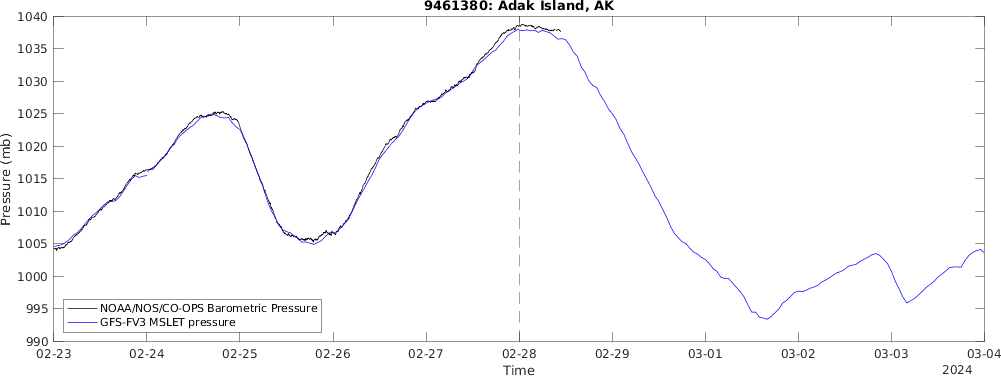 9461380: Adak Island, AK
1040
1035
1030
1025
1020
1015
1010
1005
1000
995
990
Pressure (mb)
NOAA/NOS/CO-OPS Barometric Pressure
GFS-FV3 MSLET pressure
02-23 02-24 02-25 02-26 02-27 02-28 02-29 03-01 03-02 03-03 03-04
Time
2024